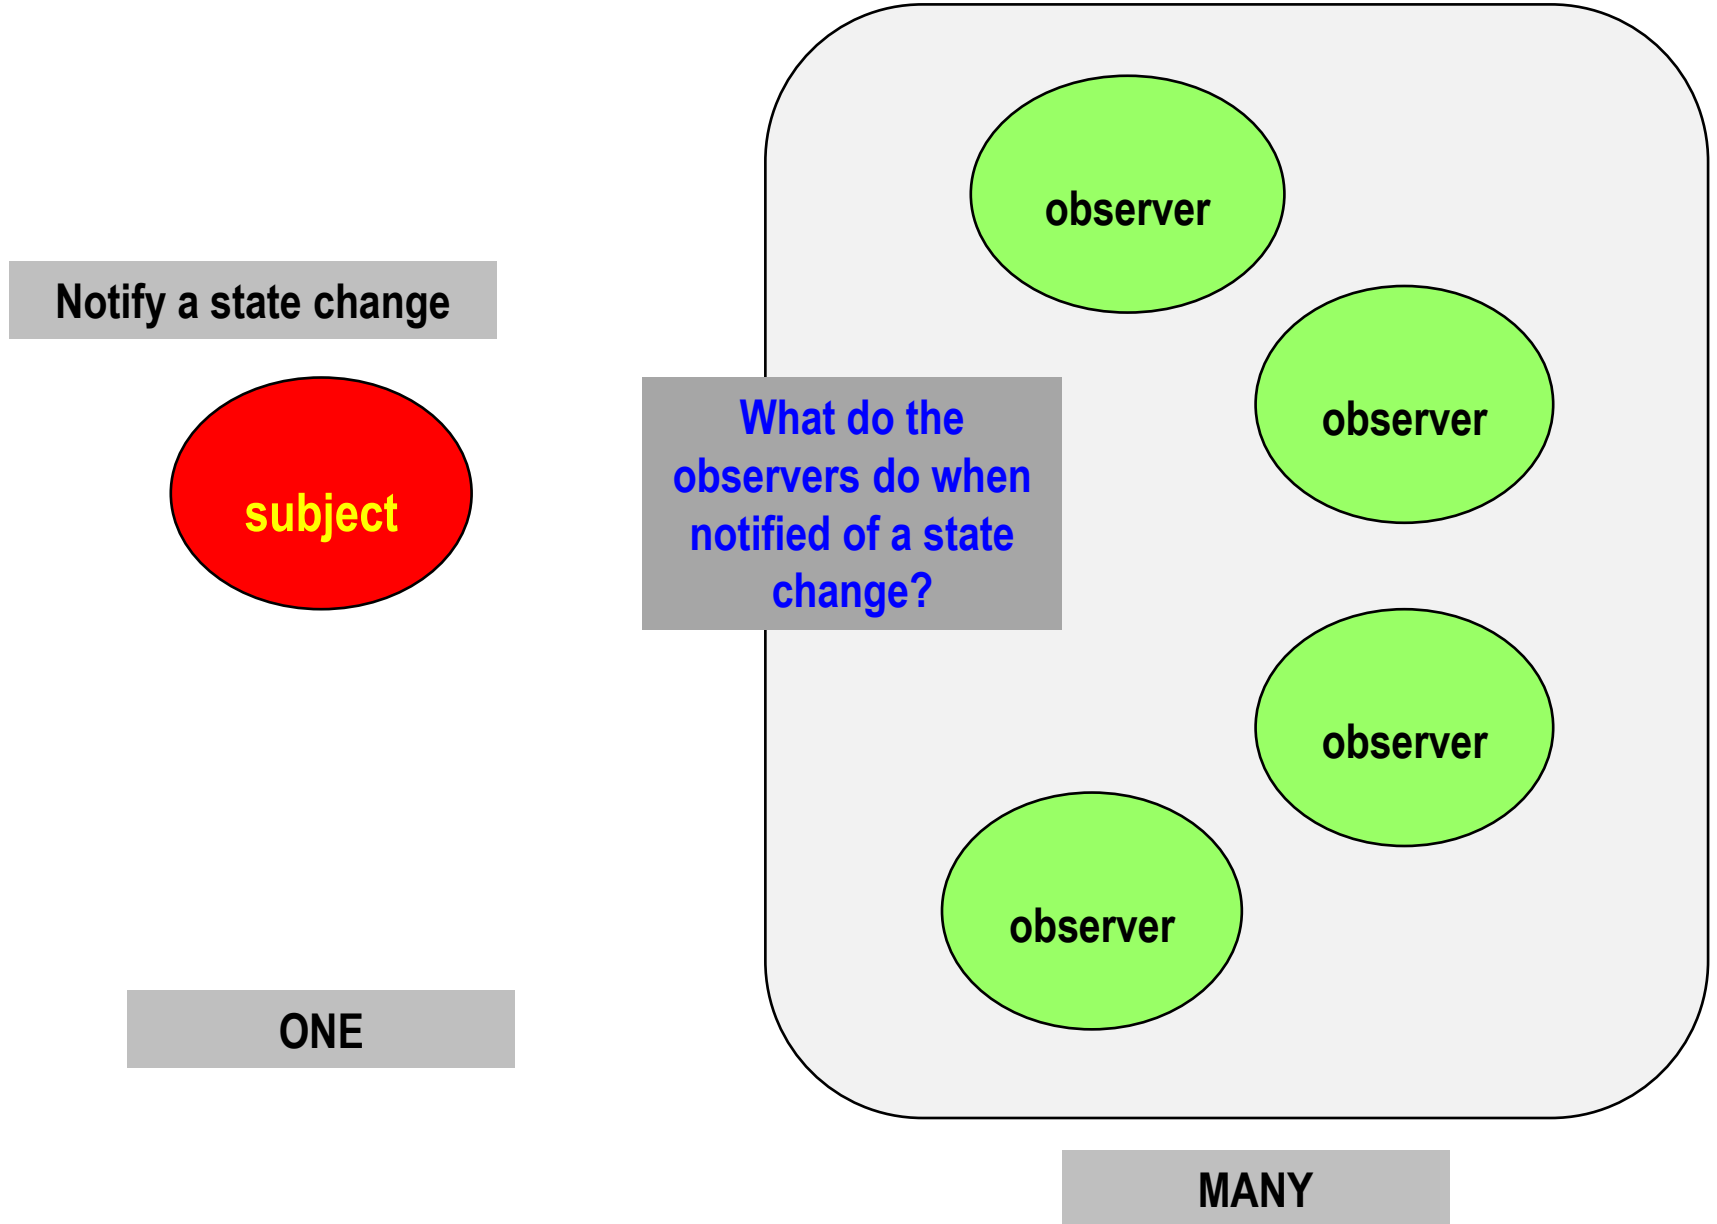 Notify a state change
subject
ONE
What do the
observers do when
notified of a state
change?
observer
observer
observer
observer
MANY